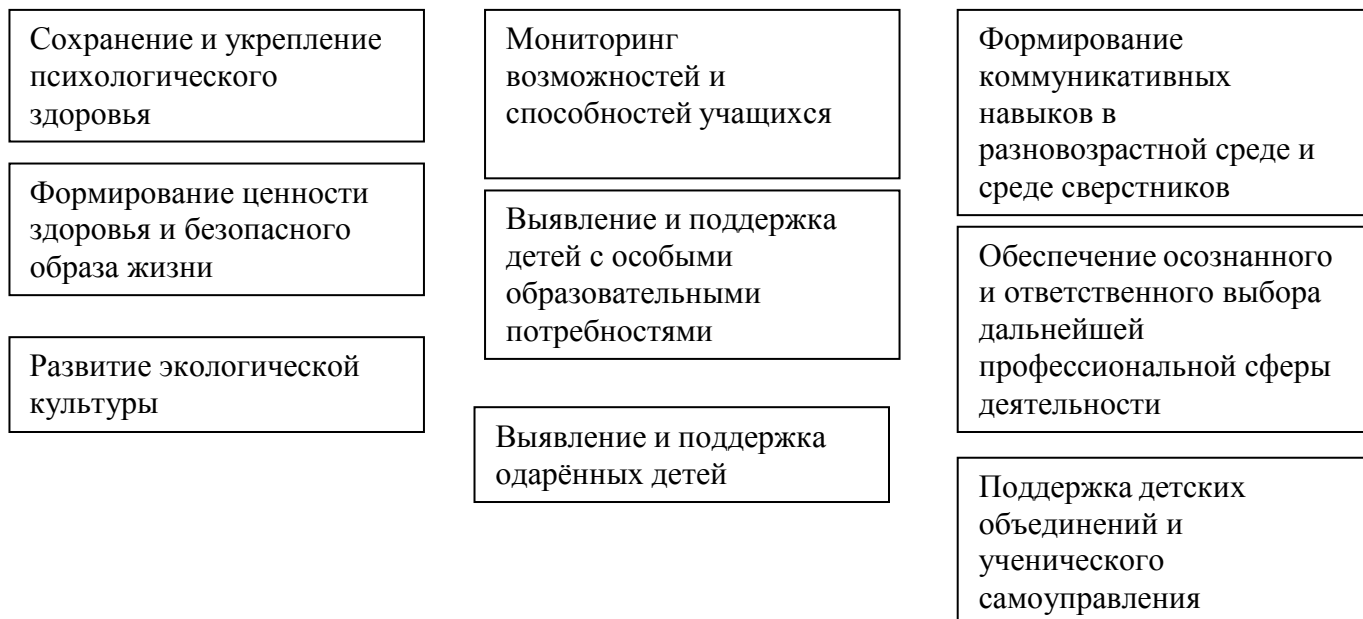 Сохранение и укрепление
психологического
здоровья
Формирование ценности
здоровья и безопасного
образа жизни
Развитие экологической
культуры
Мониторинг
возможностей и
способностей учащихся
Выявление и поддержка
детей с особыми
образовательными
потребностями
Выявление и поддержка
одарённых детей
Формирование
коммуникативных
навыков в
разновозрастной среде и
среде сверстников
Обеспечение осознанного
и ответственного выбора
дальнейшей
профессиональной сферы
деятельности
Поддержка детских
объединений и
ученического
самоуправления